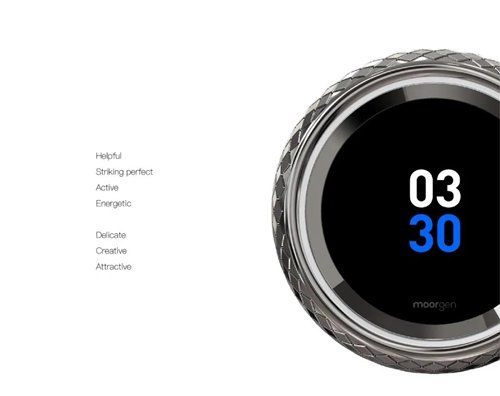 Helpful
Striking perfect
Active
Energetic
Delicate
Creative
Attractive
03
30
moorgen